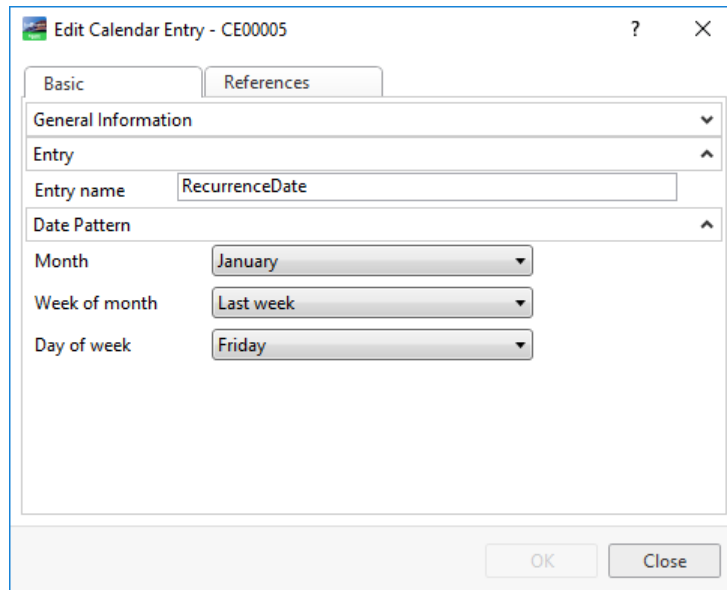 Edit Calendar Entry - CE00005 ?
Basic References
General Information
Entry
Entry name RecurrenceDate
Date Pattern
Month January
Week of month Last week
Day of week Friday
OK Close